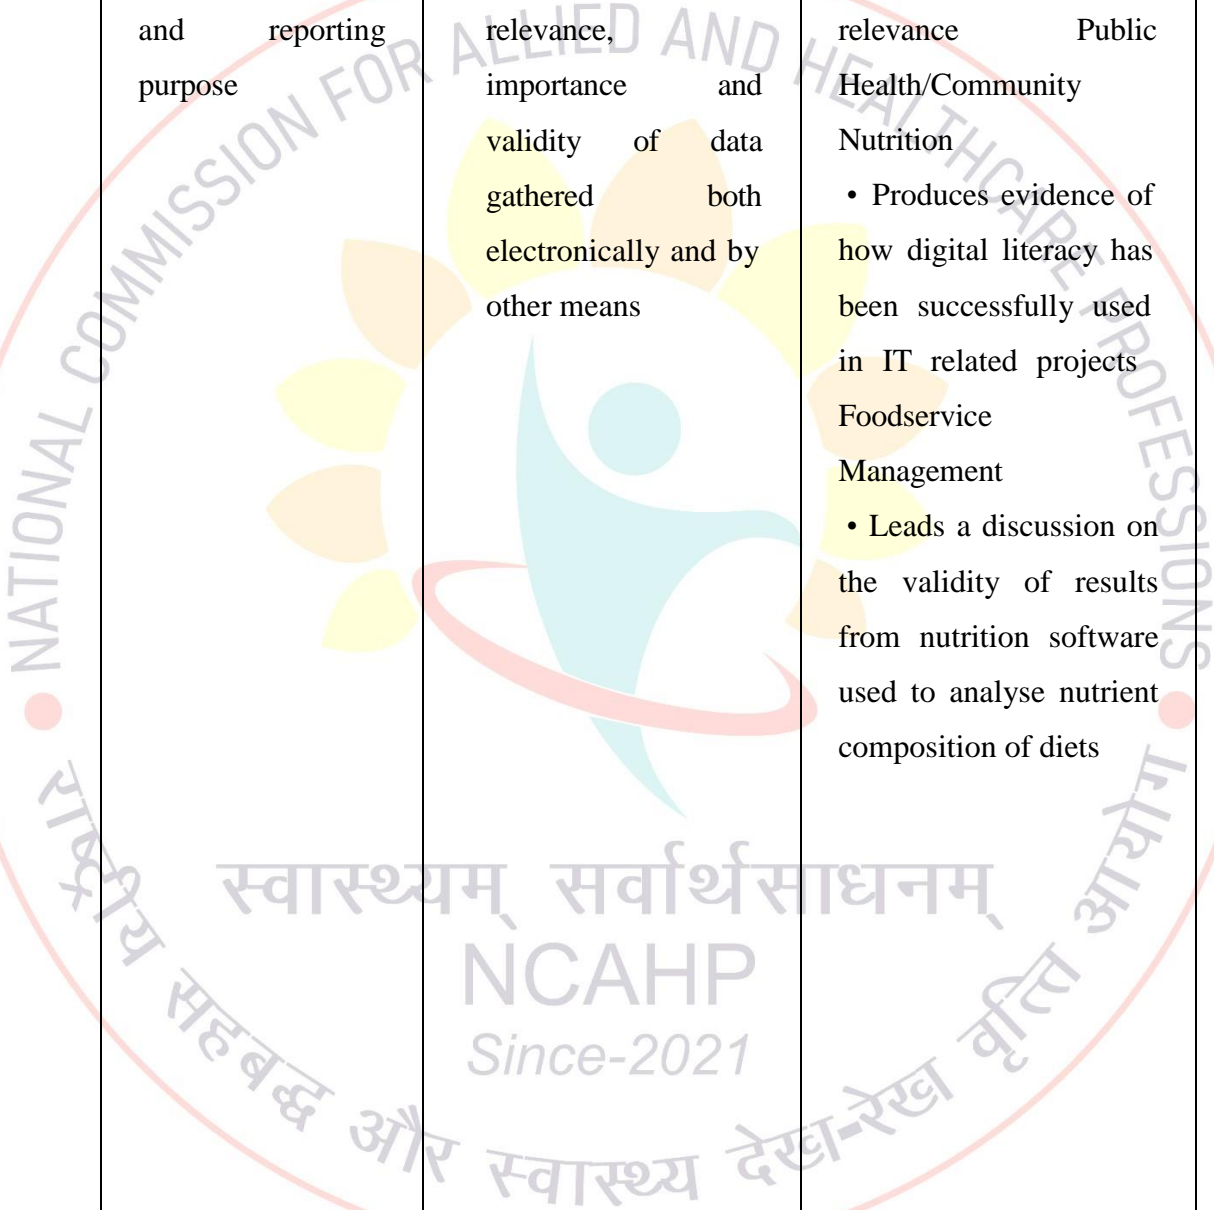 and reporting
purpose
relevance,
importance and
validity of data
gathered both
electronically and by
other means
relevance Public
Health/Community
Nutrition
• Produces evidence of
how digital literacy has
been successfully used
in IT related projects
Foodservice
Management
• Leads a discussion on
the validity of results
from nutrition software
used to analyse nutrient
composition of diets
NATIONAL COMMISSION FOR ALLIED AND HEALTHCARE PROFESSIONS
स्वास्थ्यम् सर्वार्थसाधनम्
NCAHP
Since-2021
राष्ट्रीय सहबद्ध और स्वास्थ्य देख-रेख वृत्ति आयोग